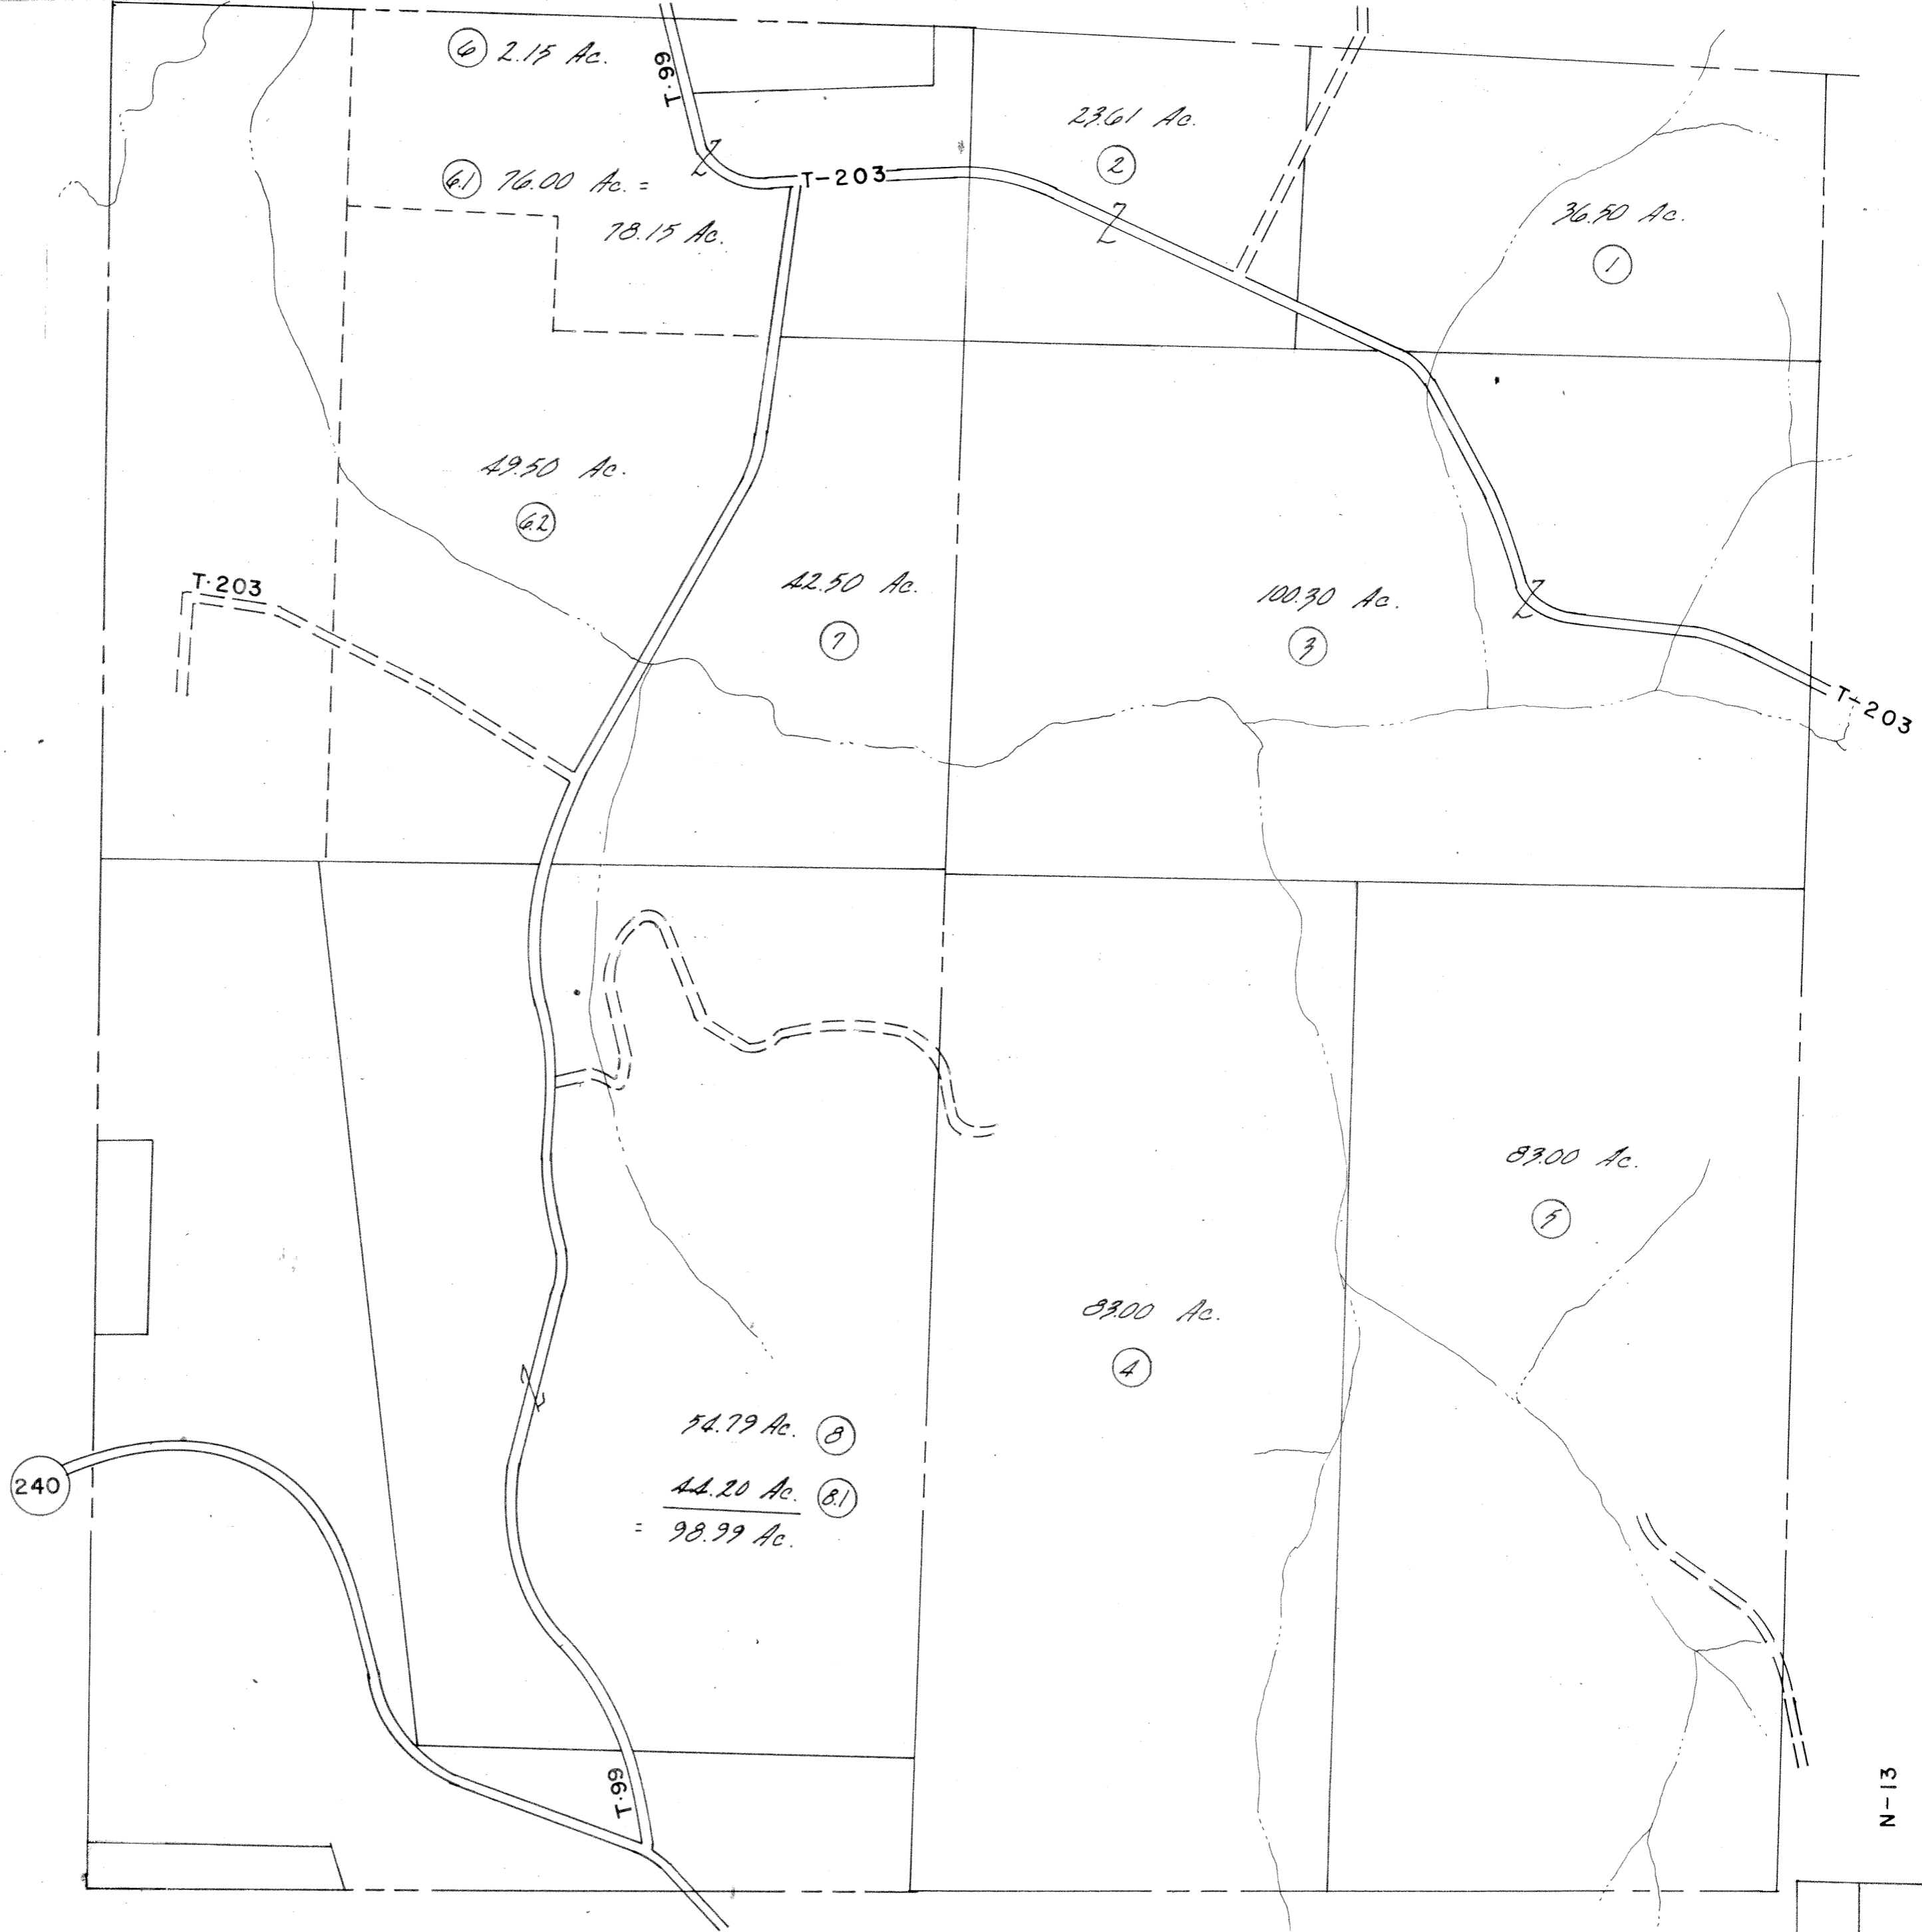 6 2.15 Ac.
T-99
23.61 Ac.
2
6.1 76.00 Ac. =
T-203
78.15 Ac.
36.50 Ac.
1
49.50 Ac.
6.2
T-203
42.50 Ac.
7
100.30 Ac.
3
T-203
83.00 Ac.
5
83.00 Ac.
4
54.79 Ac. 8
44.20 Ac. 8.1
= 98.99 Ac.
240
T-99
N-13